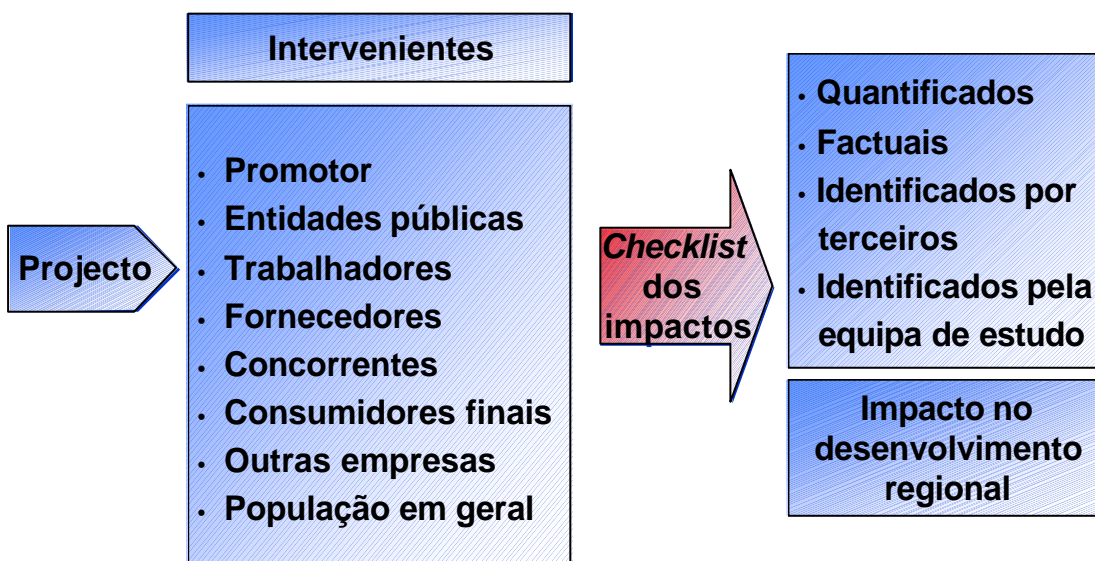 Projecto
Intervenientes
• Promotor
• Entidades públicas
• Trabalhadores
• Fornecedores
• Concorrentes
• Consumidores finais
• Outras empresas
• População em geral
Checklist
dos
impactos
• Quantificados
• Factuais
• Identificados por
terceiros
• Identificados pela
equipa de estudo
Impacto no
desenvolvimento
regional